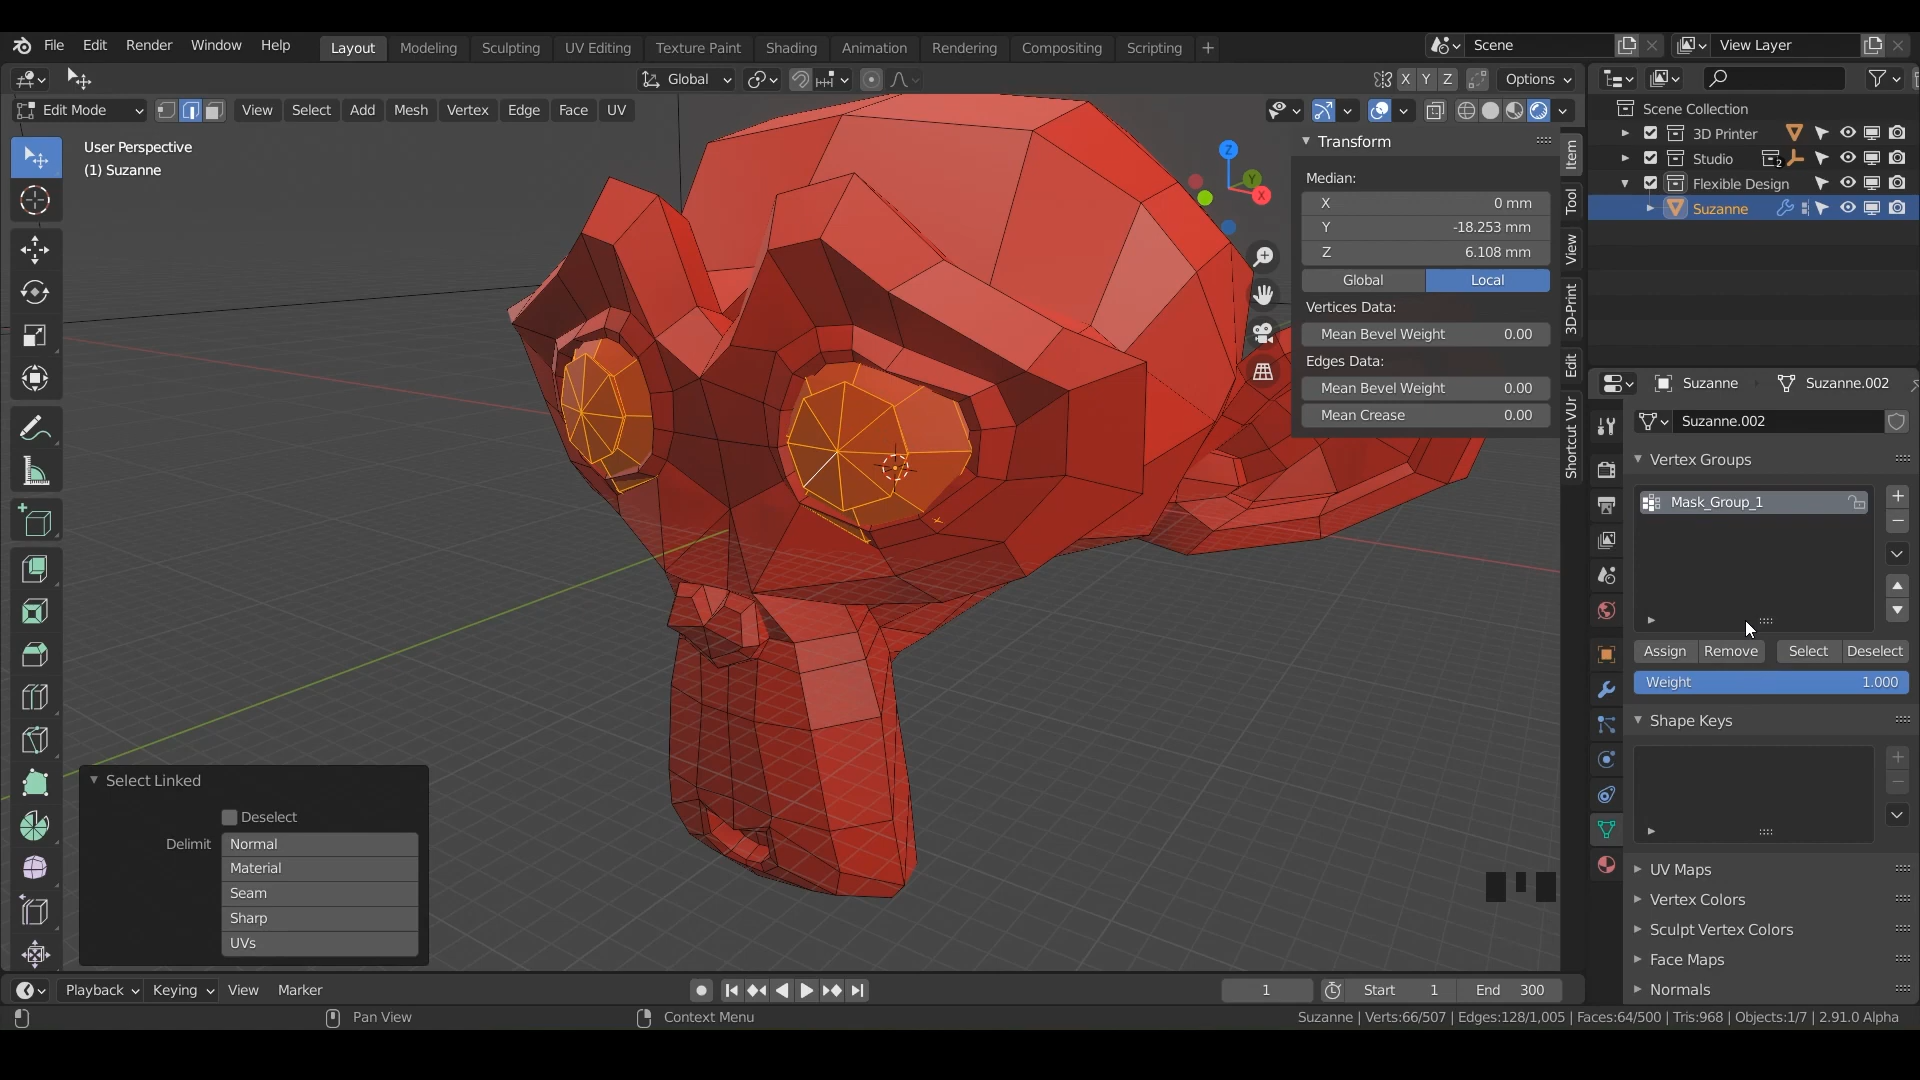 File Edit Render Window Help Layout Modeling Sculpting UV Editing Texture Paint Shading Animation Rendering Compositing Scripting + Scene View Layer
Global X Y Z Options
Edit Mode View Select Add Mesh Vertex Edge Face UV
User Perspective
(1) Suzanne
Z Y X
Transform
Median:
X 0 mm
Y -18.253 mm
Z 6.108 mm
Global Local
Vertices Data:
Mean Bevel Weight 0.00
Edges Data:
Mean Bevel Weight 0.00
Mean Crease 0.00
Item
Tool
View
3D-Print
Edit
Shortcut VUr
Scene Collection
3D Printer
Studio 2
Flexible Design
Suzanne
Suzanne Suzanne.002
Suzanne.002
Vertex Groups
Mask_Group_1
Assign Remove Select Deselect
Weight 1.000
Shape Keys
UV Maps
Vertex Colors
Sculpt Vertex Colors
Face Maps
Normals
Select Linked
Deselect
Delimit Normal
Material
Seam
Sharp
UVs
Playback Keying View Marker 1 Start 1 End 300
Pan View Context Menu Suzanne | Verts:66/507 | Edges:128/1,005 | Faces:64/500 | Tris:968 | Objects:1/7 | 2.91.0 Alpha